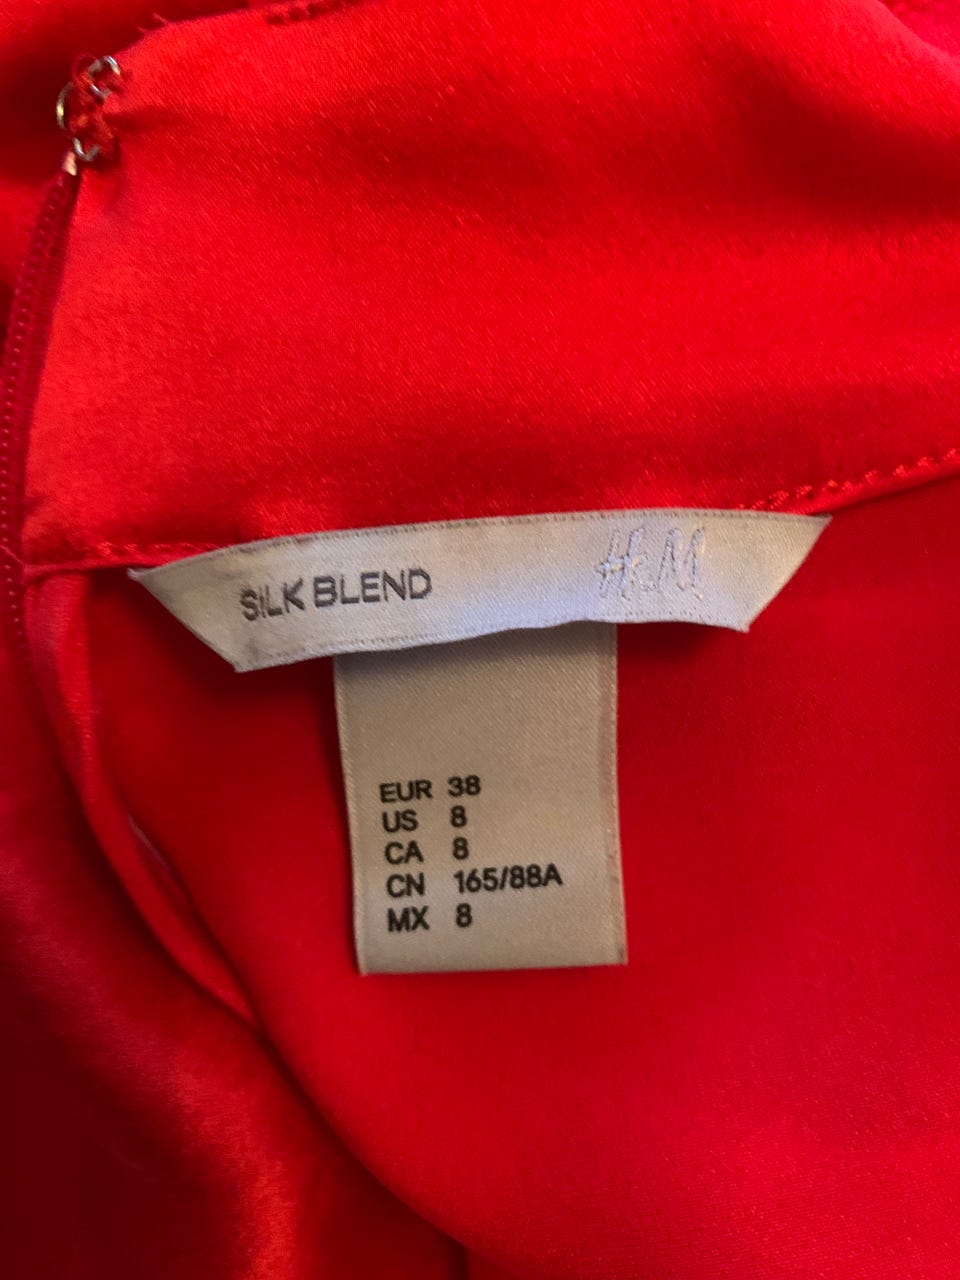 SILK BLEND H&M
EUR 38
US 8
CA 8
CN 165/88A
MX 8